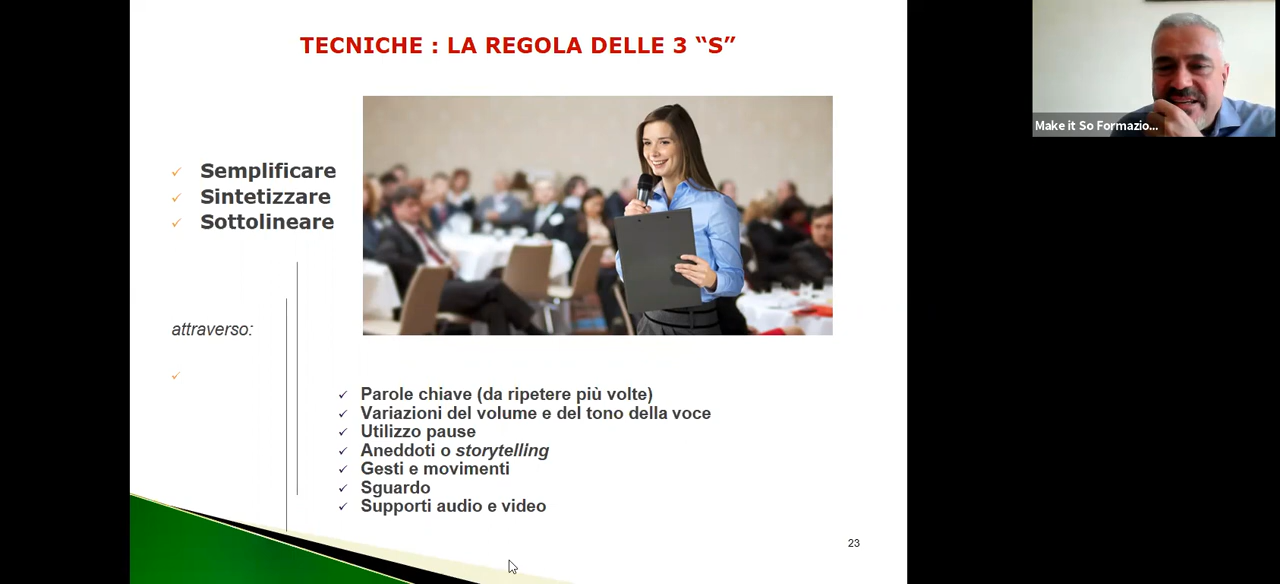 TECNICHE : LA REGOLA DELLE 3 “S”
Make it So Formazio...
Semplificare
Sintetizzare
Sottolineare
attraverso:
Parole chiave (da ripetere più volte)
Variazioni del volume e del tono della voce
Utilizzo pause
Aneddoti o storytelling
Gesti e movimenti
Sguardo
Supporti audio e video
23